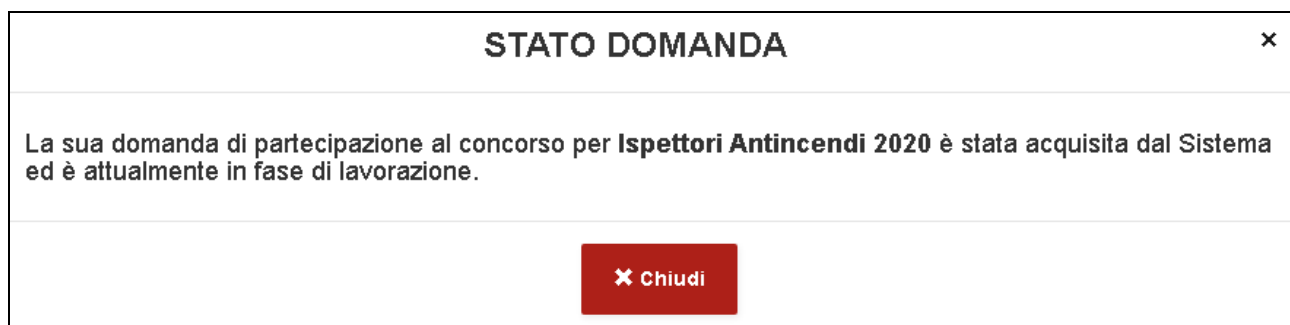 STATO DOMANDA ×
La sua domanda di partecipazione al concorso per Ispettori Antincendi 2020 è stata acquisita dal Sistema
ed è attualmente in fase di lavorazione.
✖ Chiudi